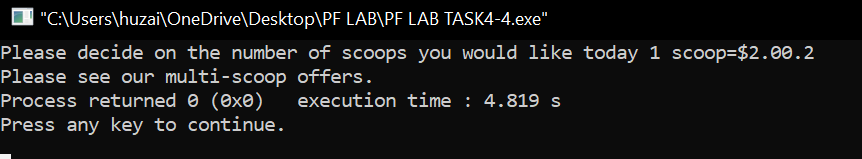 "C:\Users\huzai\OneDrive\Desktop\PF LAB\PF LAB TASK4-4.exe"
Please decide on the number of scoops you would like today 1 scoop=$2.00.2
Please see our multi-scoop offers.
Process returned 0 (0x0)   execution time : 4.819 s
Press any key to continue.